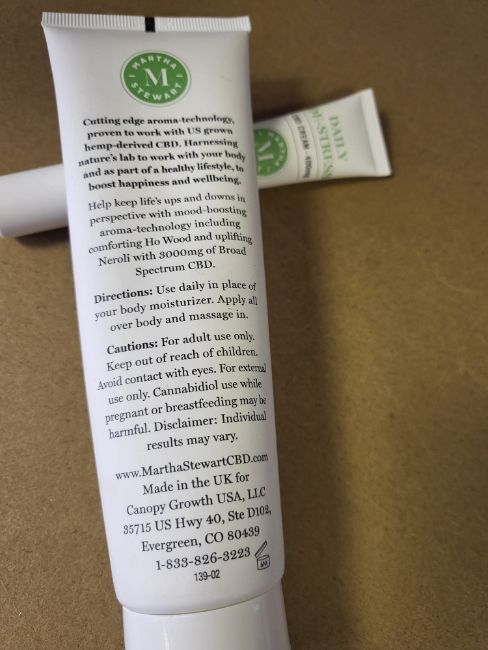 MARTHA
M
STEWART
Cutting edge aroma-technology,
proven to work with US grown
hemp-derived CBD. Harnessing
nature's lab to work with your body
and as part of a healthy lifestyle, to
boost happiness and wellbeing.
Help keep life's ups and downs in
perspective with mood-boosting
aroma-technology including
comforting Ho Wood and uplifting
Neroli with 3000mg of Broad
Spectrum CBD.
Directions: Use daily in place of
your body moisturizer. Apply all
over body and massage in.
Cautions: For adult use only.
Keep out of reach of children.
Avoid contact with eyes. For external
use only. Cannabidiol use while
pregnant or breastfeeding may be
harmful. Disclaimer: Individual
results may vary.
www.MarthaStewartCBD.com
Made in the UK for
Canopy Growth USA, LLC
35715 US Hwy 40, Ste D102,
Evergreen, CO 80439
1-833-826-3223
139-02
MARTHA
M
STEWART
DAILY
DE-STRESS
CREAM